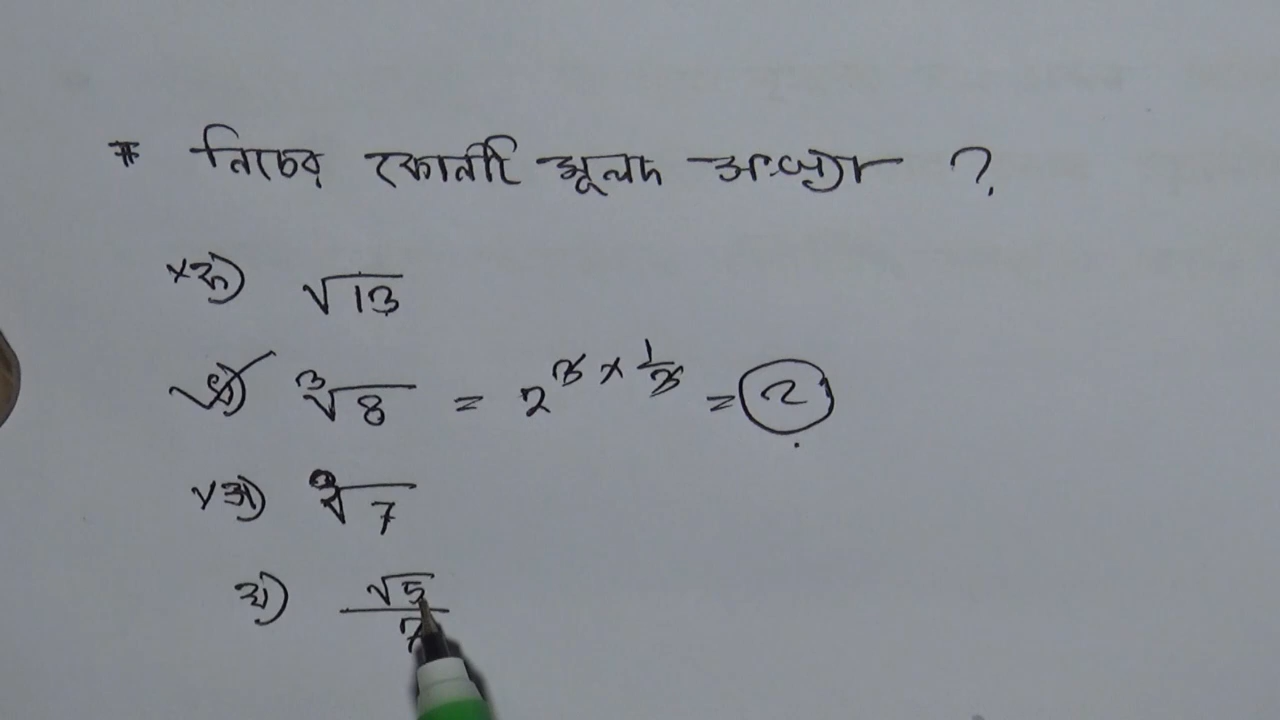 * নিচের কোনটি মূলদ সংখ্যা ?
× ক) √13
✓ খ) ∛8 = 2^{3 × 1/3} = 2
× গ) √7
ঘ) √5/7